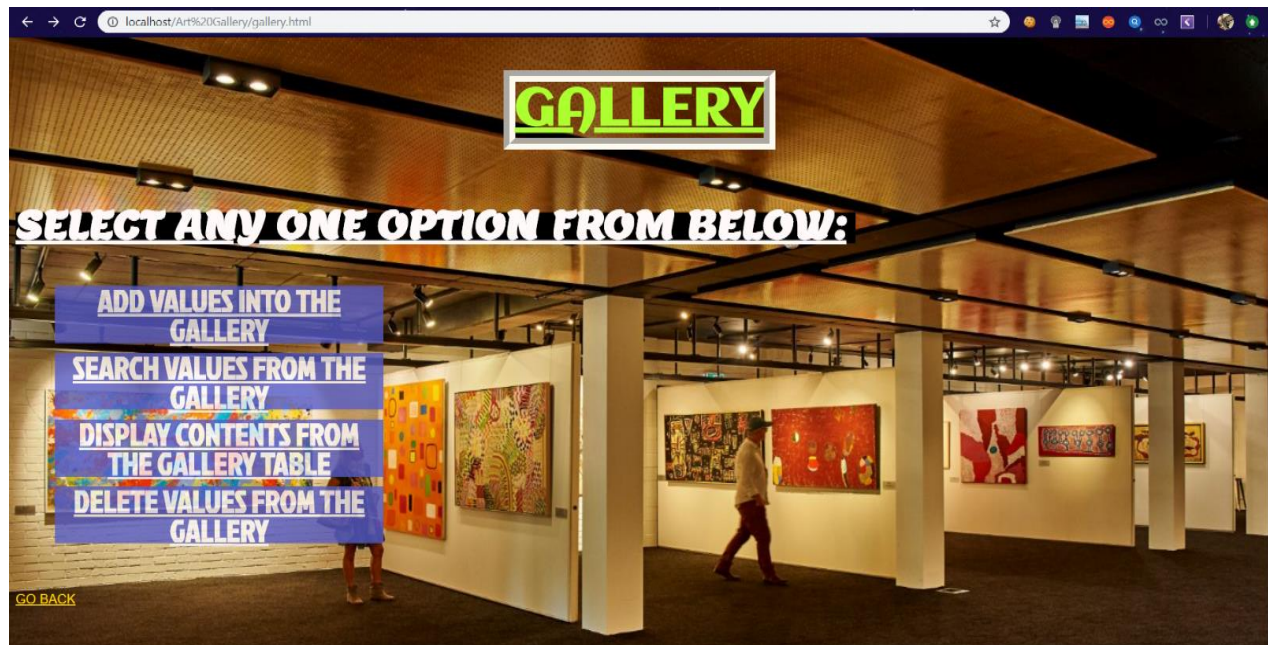 localhost/Art%20Gallery/gallery.html
GALLERY
SELECT ANY ONE OPTION FROM BELOW:
ADD VALUES INTO THE
GALLERY
SEARCH VALUES FROM THE
GALLERY
DISPLAY CONTENTS FROM
THE GALLERY TABLE
DELETE VALUES FROM THE
GALLERY
GO BACK